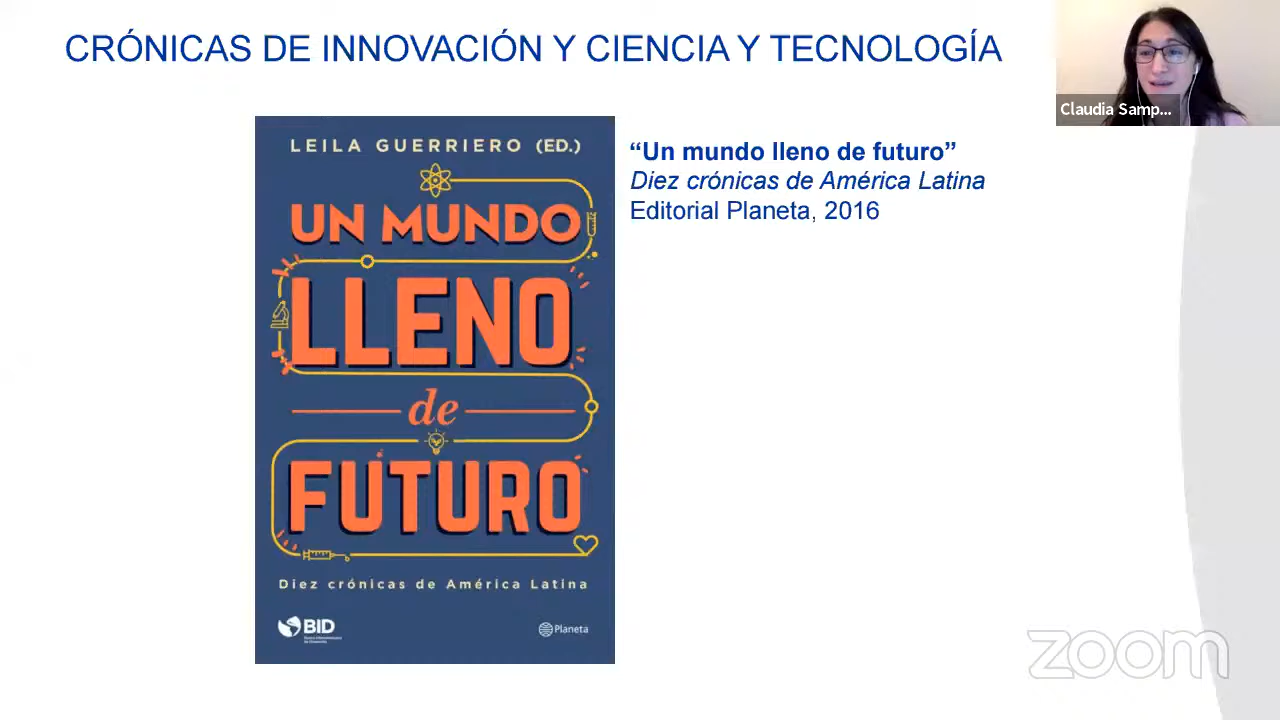 CRÓNICAS DE INNOVACIÓN Y CIENCIA Y TECNOLOGÍA
Claudia Samp...
LEILA GUERRIERO (ED.)
UN MUNDO
LLENO
de
FUTURO
Diez crónicas de América Latina
BID
Planeta
“Un mundo lleno de futuro”
Diez crónicas de América Latina
Editorial Planeta, 2016
zoom